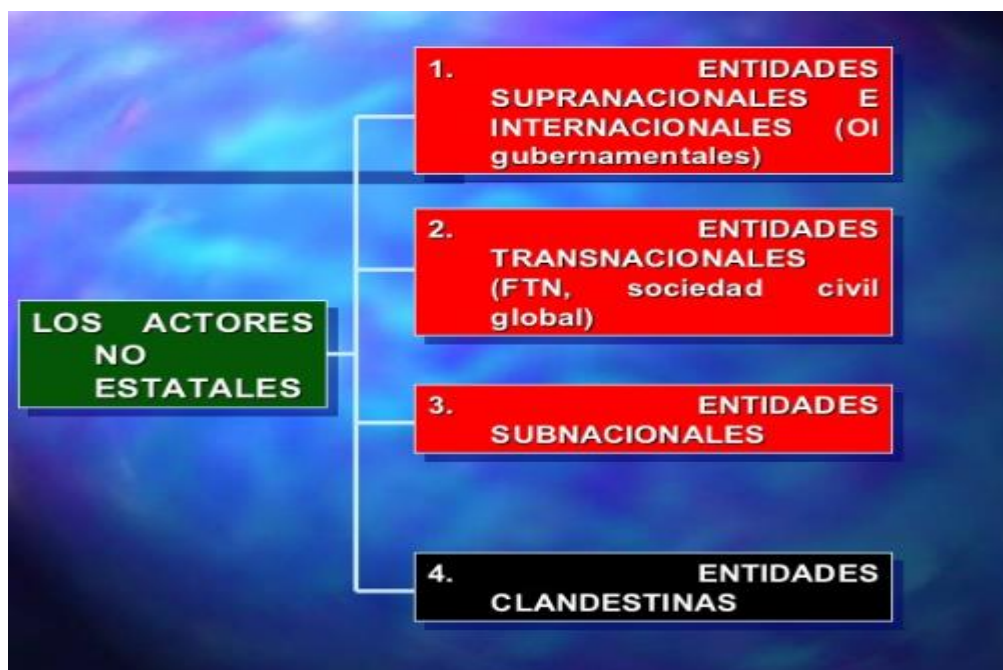 LOS ACTORES
NO
ESTATALES
1. ENTIDADES
SUPRANACIONALES E
INTERNACIONALES (OI
gubernamentales)
2. ENTIDADES
TRANSNACIONALES
(FTN, sociedad civil
global)
3. ENTIDADES
SUBNACIONALES
4. ENTIDADES
CLANDESTINAS